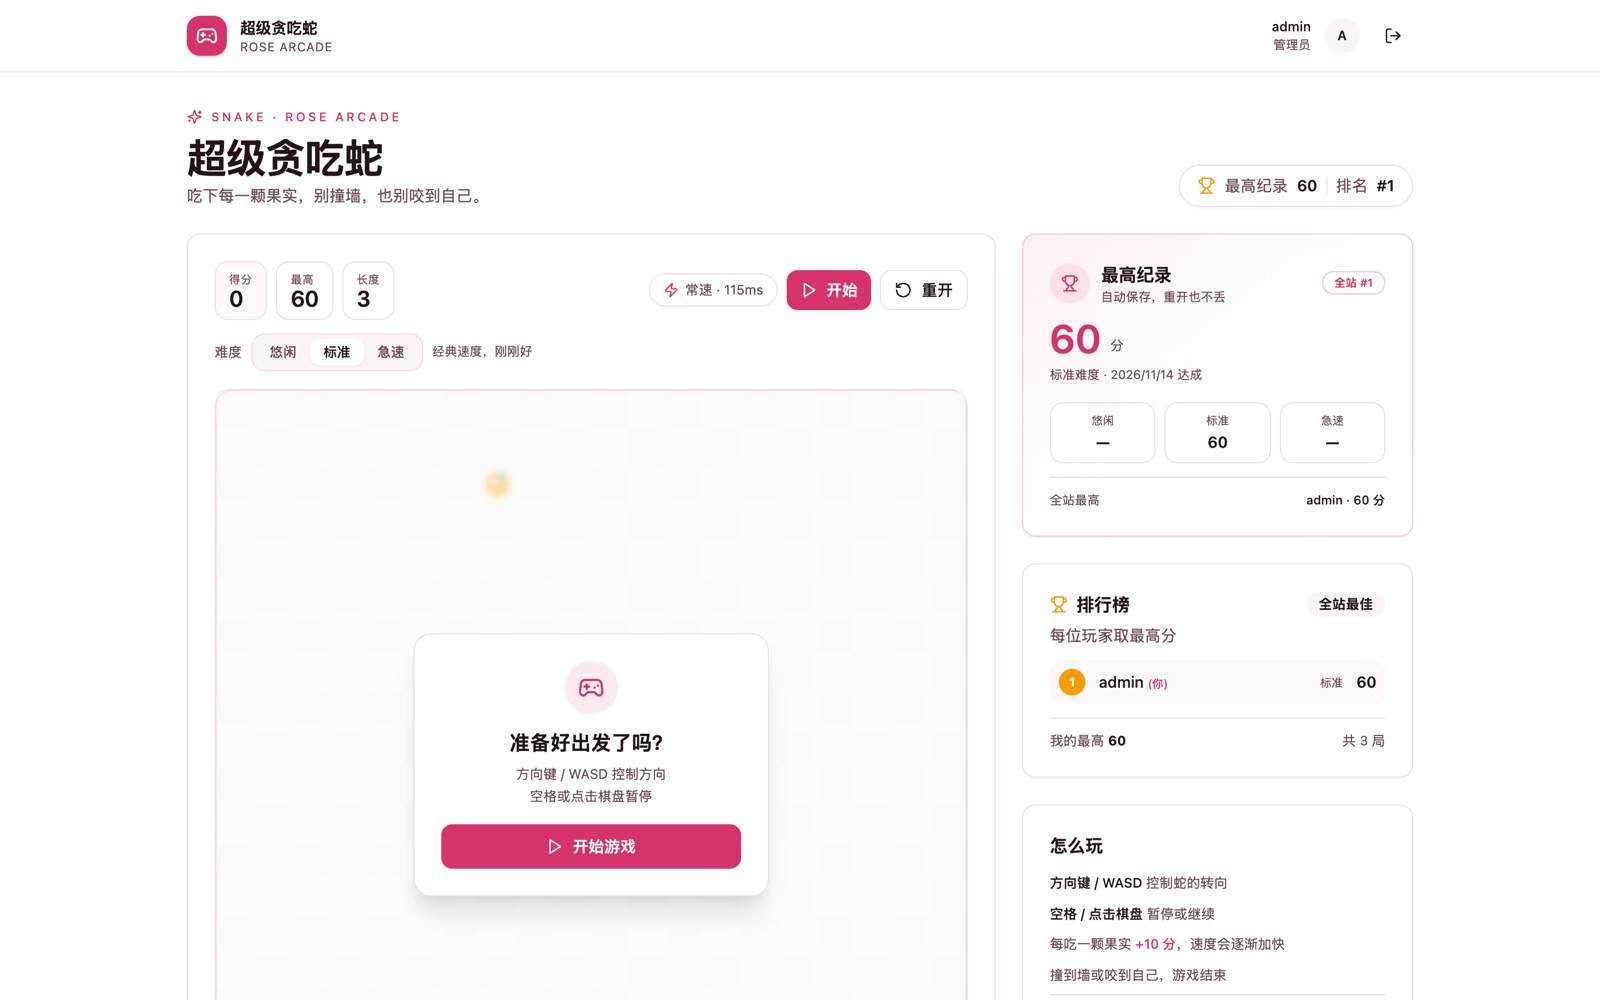 超级贪吃蛇
ROSE ARCADE
admin
管理员
A
SNAKE · ROSE ARCADE
超级贪吃蛇
吃下每一颗果实，别撞墙，也别咬到自己。
最高纪录 60 排名 #1
得分
0
最高
60
长度
3
常速 · 115ms
开始
重开
难度 悠闲 标准 急速 经典速度，刚刚好
准备好出发了吗？
方向键 / WASD 控制方向
空格或点击棋盘暂停
开始游戏
最高纪录
自动保存，重开也不丢
全站 #1
60 分
标准难度 · 2026/11/14 达成
悠闲
—
标准
60
急速
—
全站最高 admin · 60 分
排行榜 全站最佳
每位玩家取最高分
1 admin (你) 标准 60
我的最高 60 共 3 局
怎么玩
方向键 / WASD 控制蛇的转向
空格 / 点击棋盘 暂停或继续
每吃一颗果实 +10 分，速度会逐渐加快
撞到墙或咬到自己，游戏结束